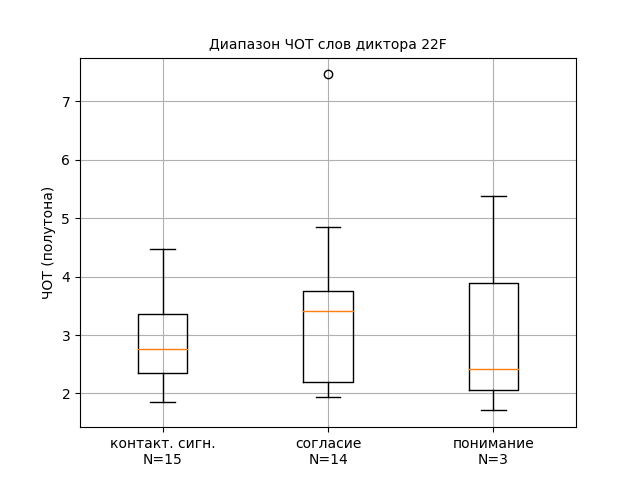 Диапазон ЧОТ слов диктора 22F
ЧОТ (полутона)
7
6
5
4
3
2
контакт. сигн.
N=15
согласие
N=14
понимание
N=3